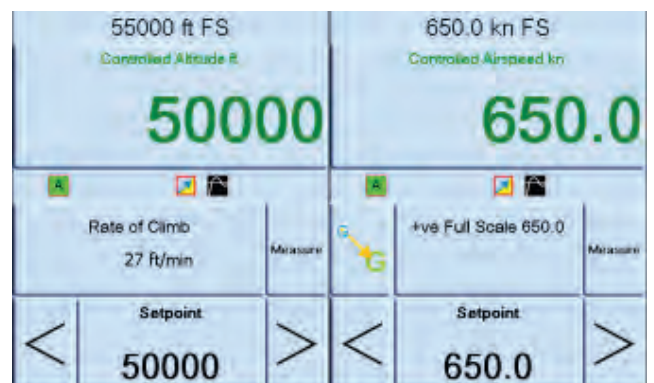 55000 ft FS
Controlled Altitude ft
50000
A
Rate of Climb
27 ft/min
Measure
<
Setpoint
50000
>
650.0 kn FS
Controlled Airspeed kn
650.0
A
G
G
+ve Full Scale 650.0
Measure
<
Setpoint
650.0
>